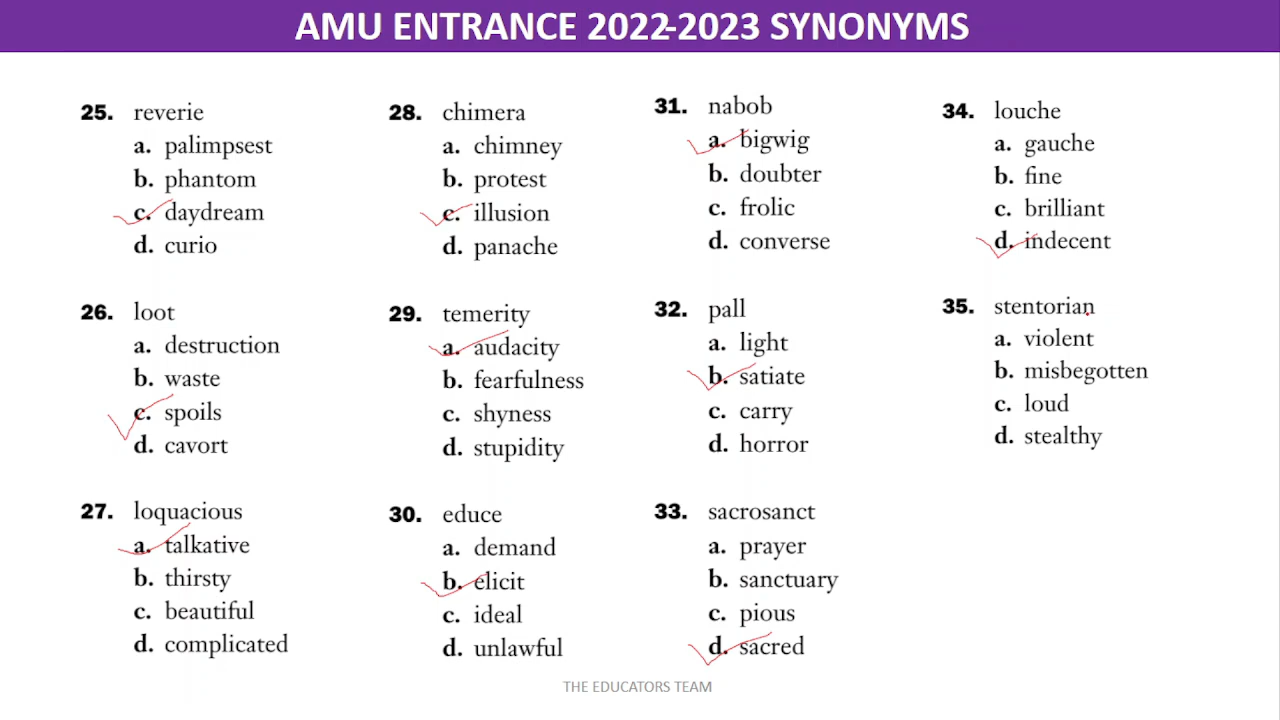 AMU ENTRANCE 2022-2023 SYNONYMS
25. reverie
a. palimpsest
b. phantom
c. daydream
d. curio
26. loot
a. destruction
b. waste
c. spoils
d. cavort
27. loquacious
a. talkative
b. thirsty
c. beautiful
d. complicated
28. chimera
a. chimney
b. protest
c. illusion
d. panache
29. temerity
a. audacity
b. fearfulness
c. shyness
d. stupidity
30. educe
a. demand
b. elicit
c. ideal
d. unlawful
31. nabob
a. bigwig
b. doubter
c. frolic
d. converse
32. pall
a. light
b. satiate
c. carry
d. horror
33. sacrosanct
a. prayer
b. sanctuary
c. pious
d. sacred
34. louche
a. gauche
b. fine
c. brilliant
d. indecent
35. stentorian
a. violent
b. misbegotten
c. loud
d. stealthy
THE EDUCATORS TEAM